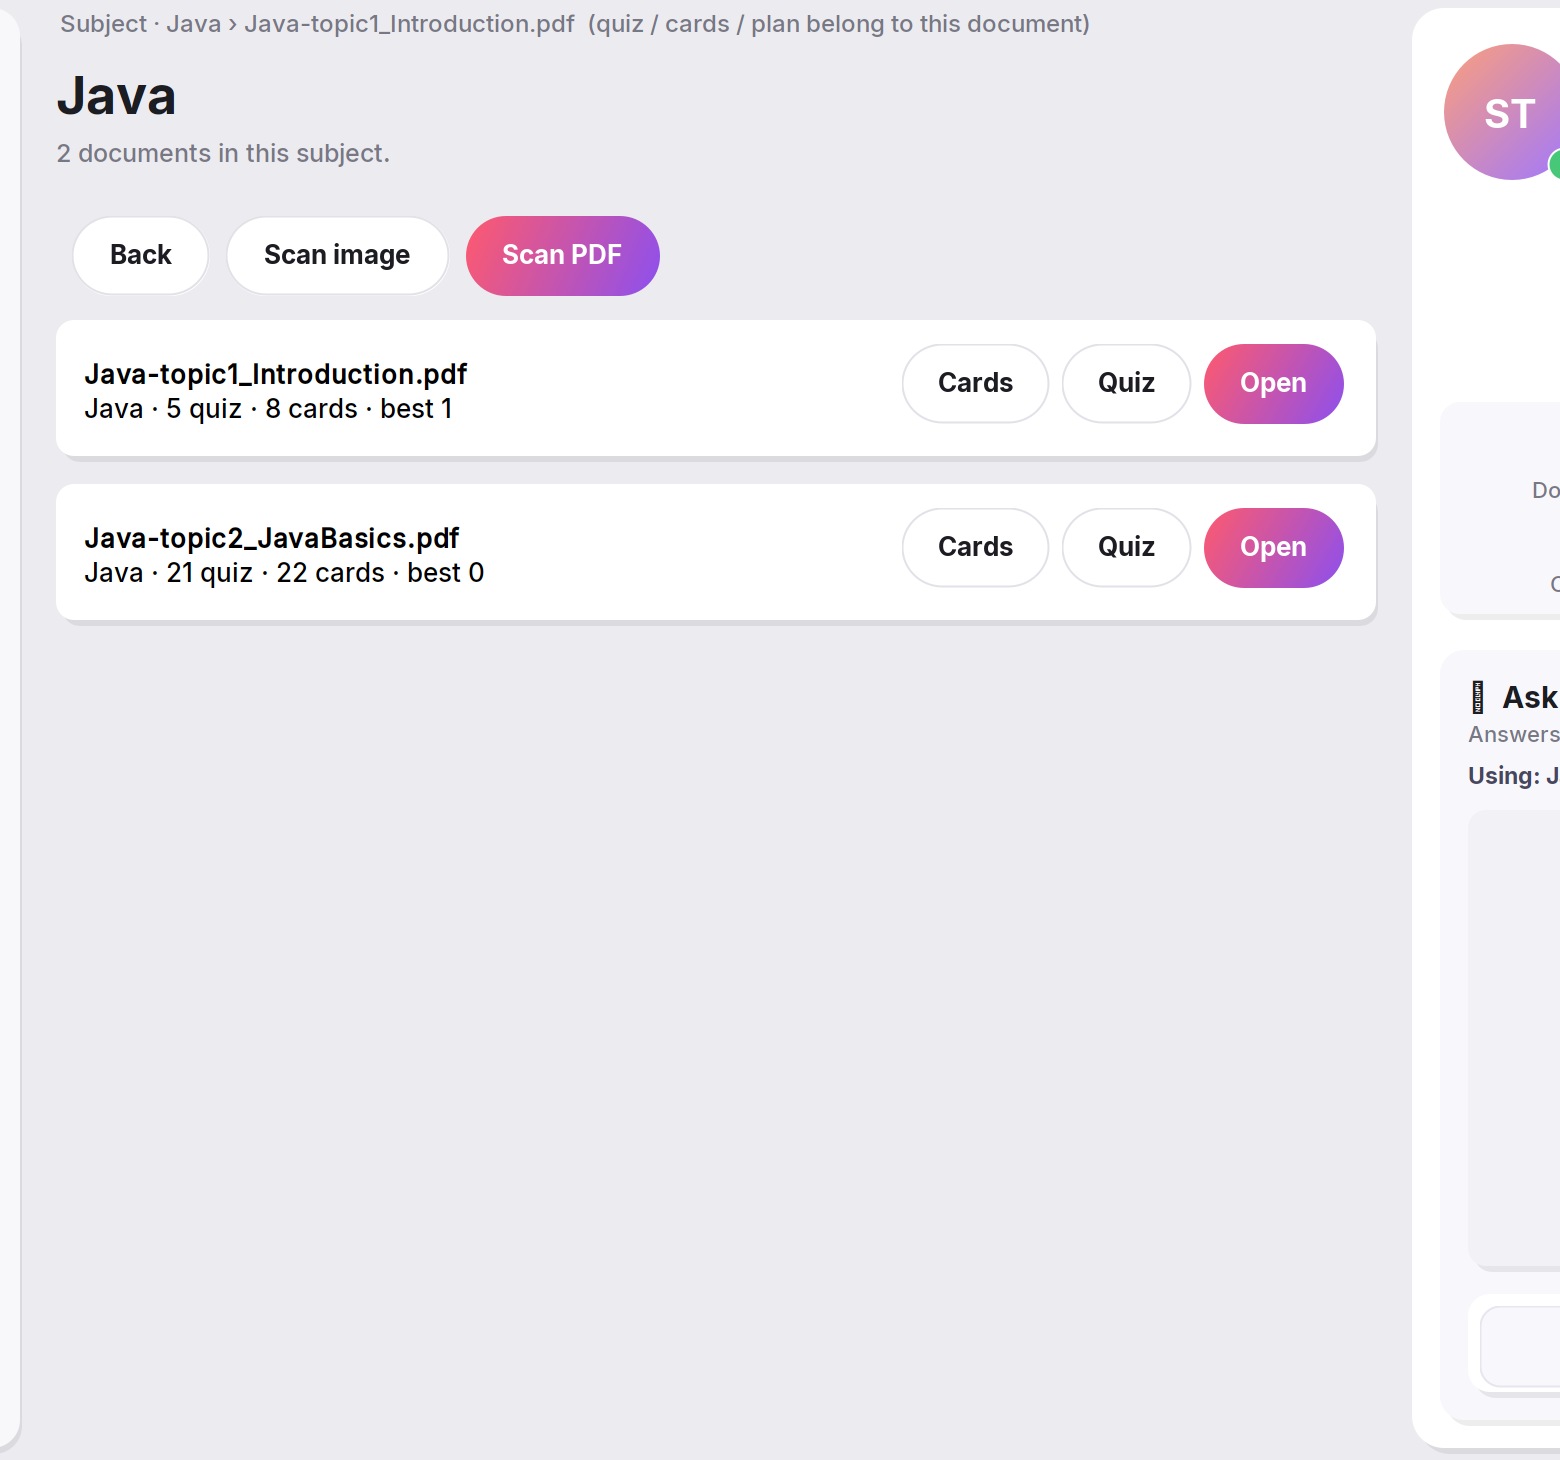 Subject · Java › Java-topic1_Introduction.pdf (quiz / cards / plan belong to this document)
Java
2 documents in this subject.
Back
Scan image
Scan PDF
Java-topic1_Introduction.pdf
Java · 5 quiz · 8 cards · best 1
Cards
Quiz
Open
Java-topic2_JavaBasics.pdf
Java · 21 quiz · 22 cards · best 0
Cards
Quiz
Open
ST
Do
Ask
Answers
Using: J